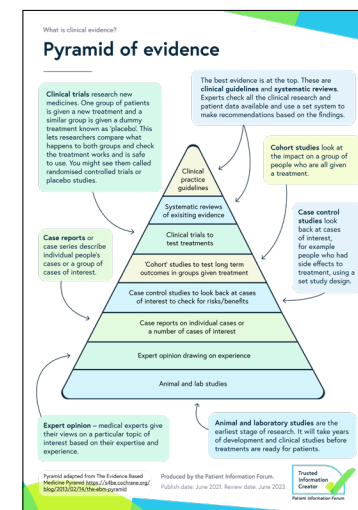 What is clinical evidence?
Pyramid of evidence
Clinical trials research new
medicines. One group of patients
is given a new treatment and a
similar group is given a dummy
treatment known as 'placebo'. This
lets researchers compare what
happens to both groups and check
the treatment works and is safe
to use. You might see them called
randomised controlled trials or
placebo studies.
The best evidence is at the top. These are
clinical guidelines and systematic reviews.
Experts check all the clinical research and
patient data available and use a set system to
make recommendations based on the findings.
Cohort studies look at
the impact on a group of
people who are all given
a treatment.
Case control
studies look
back at cases
of interest,
for example
people who had
side effects to
treatment, using a
set study design.
Case reports or
case series describe
individual people's
cases or a group of
cases of interest.
Clinical
practice
guidelines
Systematic reviews
of exisiting evidence
Clinical trials to
test treatments
'Cohort' studies to test long term
outcomes in groups given treatment
Case control studies to look back at cases
of interest to check for risks/benefits
Case reports on individual cases or
a number of cases of interest
Expert opinion drawing on experience
Animal and lab studies
Expert opinion – medical experts give
their views on a particular topic of
interest based on their expertise and
experience.
Animal and laboratory studies are the
earliest stage of research. It will take years
of development and clinical studies before
treatments are ready for patients.
Pyramid adapted from The Evidence Based
Medicine Pyramid https://s4be.cochrane.org/
blog/2013/02/14/the-ebm-pyramid
Produced by the Patient Information Forum.
Publish date: June 2021. Review date: June 2023
Trusted
Information
Creator
Patient Information Forum